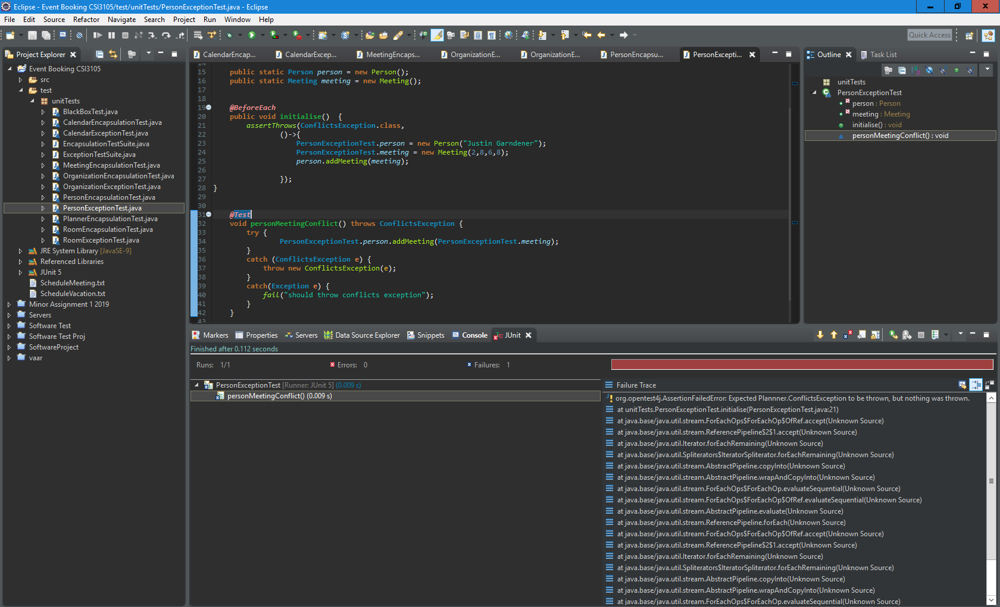 Eclipse - Event Booking CSI3105/test/unitTests/PersonExceptionTest.java - Eclipse
File Edit Source Refactor Navigate Search Project Run Window Help
Quick Access
Project Explorer
Event Booking CSI3105
src
test
unitTests
BlackBoxTest.java
CalendarEncapsulationTest.java
CalendarExceptionTest.java
EncapsulationTestSuite.java
ExceptionTestSuite.java
MeetingEncapsulationTest.java
OrganizationEncapsulationTest.java
OrganizationExceptionTest.java
PersonEncapsulationTest.java
PersonExceptionTest.java
PlannerEncapsulationTest.java
RoomEncapsulationTest.java
RoomExceptionTest.java
JRE System Library [JavaSE-9]
Referenced Libraries
JUnit 5
ScheduleMeeting.txt
ScheduleVacation.txt
Minor Assignment 1 2019
Servers
Software Test
Software Test Proj
SoftwareProject
vaar
CalendarEncap... CalendarExcep... MeetingEncaps... OrganizationE... OrganizationE... PersonEncapsu... PersonExcepti...
14
15 public static Person person = new Person();
16 public static Meeting meeting = new Meeting();
17
18
19 @BeforeEach
20 public void initialise() {
21 assertThrows(ConflictsException.class,
22 ()->{
23 PersonExceptionTest.person = new Person("Justin Garndener");
24 PersonExceptionTest.meeting = new Meeting(2,8,6,8);
25 person.addMeeting(meeting);
26
27 });
28 }
29
30
31 @Test
32 void personMeetingConflict() throws ConflictsException {
33 try {
34 PersonExceptionTest.person.addMeeting(PersonExceptionTest.meeting);
35 }
36 catch (ConflictsException e) {
37 throw new ConflictsException(e);
38 }
39 catch(Exception e) {
40 fail("should throw conflicts exception");
41 }
42 }
43
Outline Task List
unitTests
PersonExceptionTest
person : Person
meeting : Meeting
initialise() : void
personMeetingConflict() : void
Markers Properties Servers Data Source Explorer Snippets Console JUnit
Finished after 0.112 seconds
Runs: 1/1 Errors: 0 Failures: 1
PersonExceptionTest [Runner: JUnit 5] (0.009 s)
personMeetingConflict() (0.009 s)
Failure Trace
org.opentest4j.AssertionFailedError: Expected Plannner.ConflictsException to be thrown, but nothing was thrown.
at unitTests.PersonExceptionTest.initialise(PersonExceptionTest.java:21)
at java.base/java.util.stream.ForEachOps$ForEachOp$OfRef.accept(Unknown Source)
at java.base/java.util.stream.ReferencePipeline$2$1.accept(Unknown Source)
at java.base/java.util.Iterator.forEachRemaining(Unknown Source)
at java.base/java.util.Spliterators$IteratorSpliterator.forEachRemaining(Unknown Source)
at java.base/java.util.stream.AbstractPipeline.copyInto(Unknown Source)
at java.base/java.util.stream.AbstractPipeline.wrapAndCopyInto(Unknown Source)
at java.base/java.util.stream.ForEachOps$ForEachOp.evaluateSequential(Unknown Source)
at java.base/java.util.stream.ForEachOps$ForEachOp$OfRef.evaluateSequential(Unknown Source)
at java.base/java.util.stream.AbstractPipeline.evaluate(Unknown Source)
at java.base/java.util.stream.ReferencePipeline.forEach(Unknown Source)
at java.base/java.util.stream.ForEachOps$ForEachOp$OfRef.accept(Unknown Source)
at java.base/java.util.stream.ReferencePipeline$2$1.accept(Unknown Source)
at java.base/java.util.Iterator.forEachRemaining(Unknown Source)
at java.base/java.util.Spliterators$IteratorSpliterator.forEachRemaining(Unknown Source)
at java.base/java.util.stream.AbstractPipeline.copyInto(Unknown Source)
at java.base/java.util.stream.AbstractPipeline.wrapAndCopyInto(Unknown Source)
at java.base/java.util.stream.ForEachOps$ForEachOp.evaluateSequential(Unknown Source)